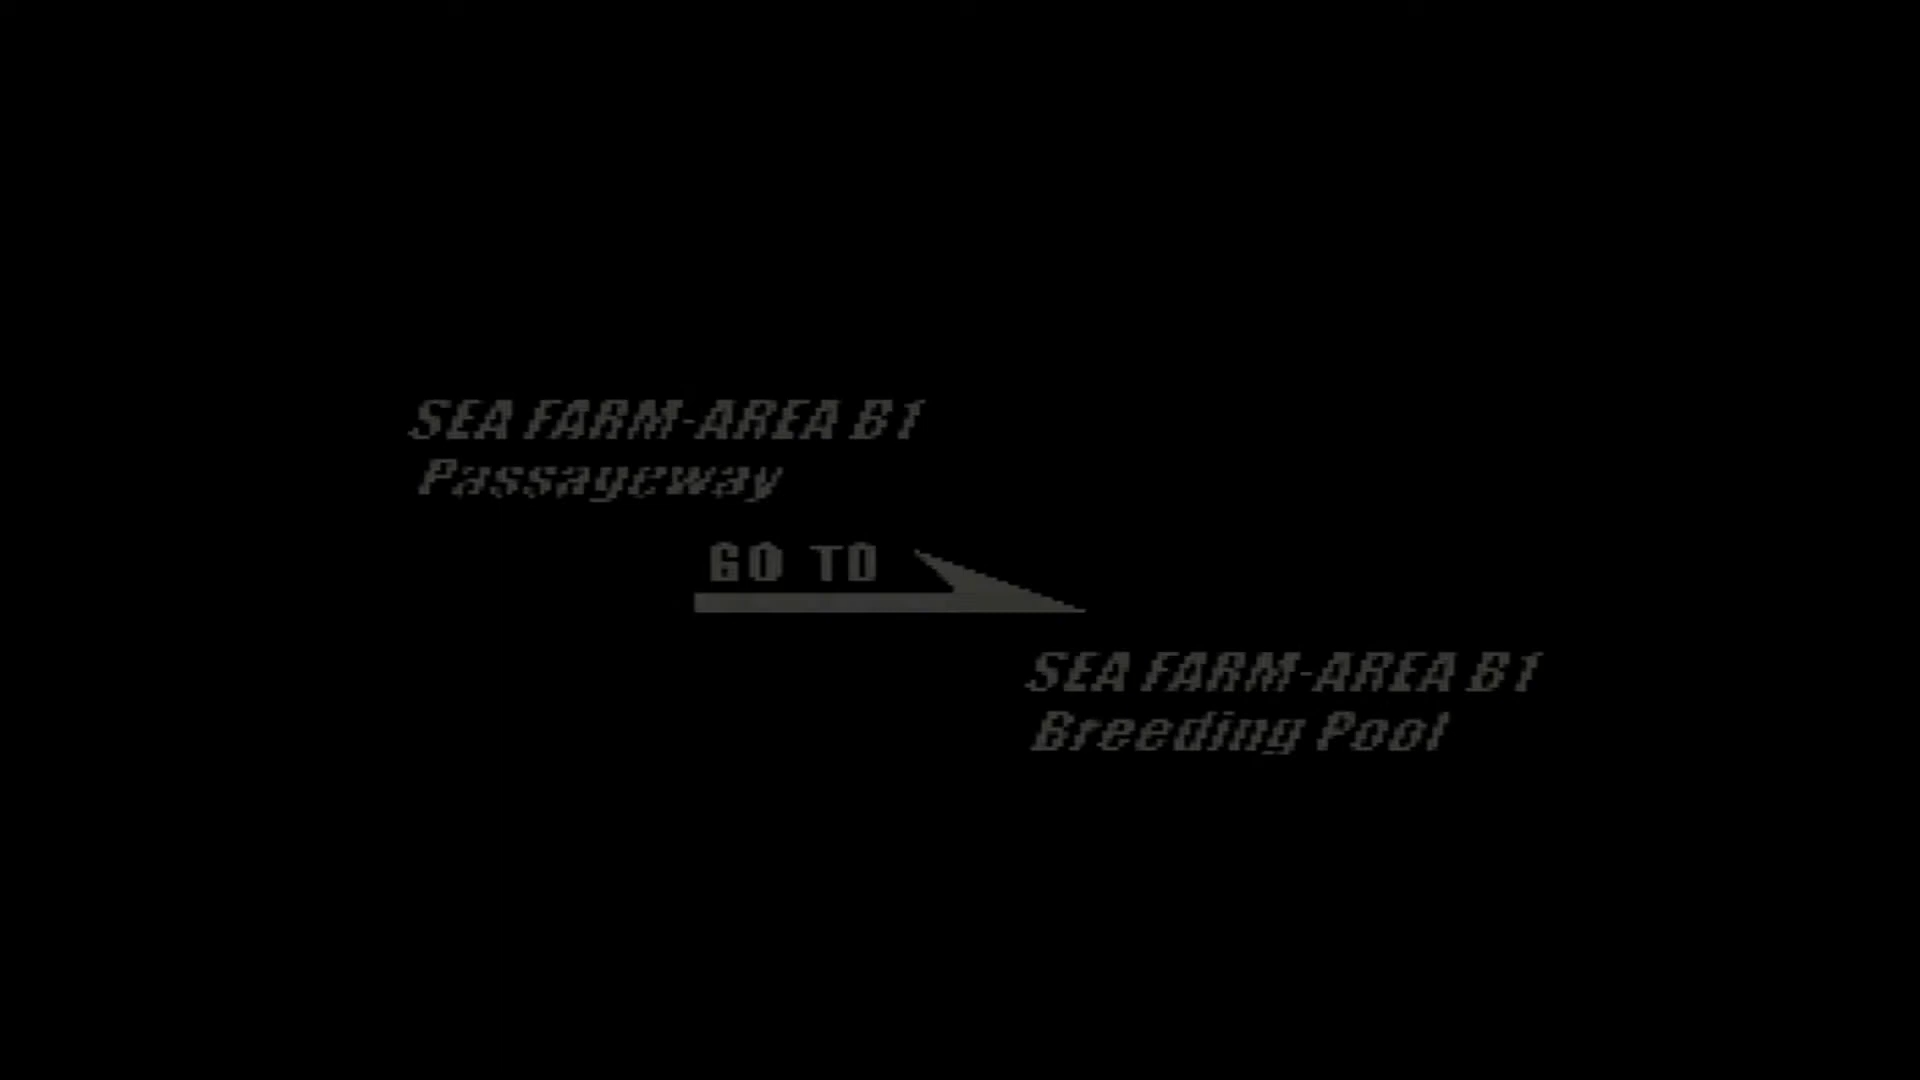 SEA FARM-AREA B1
Passageway
GO TO
SEA FARM-AREA B1
Breeding Pool